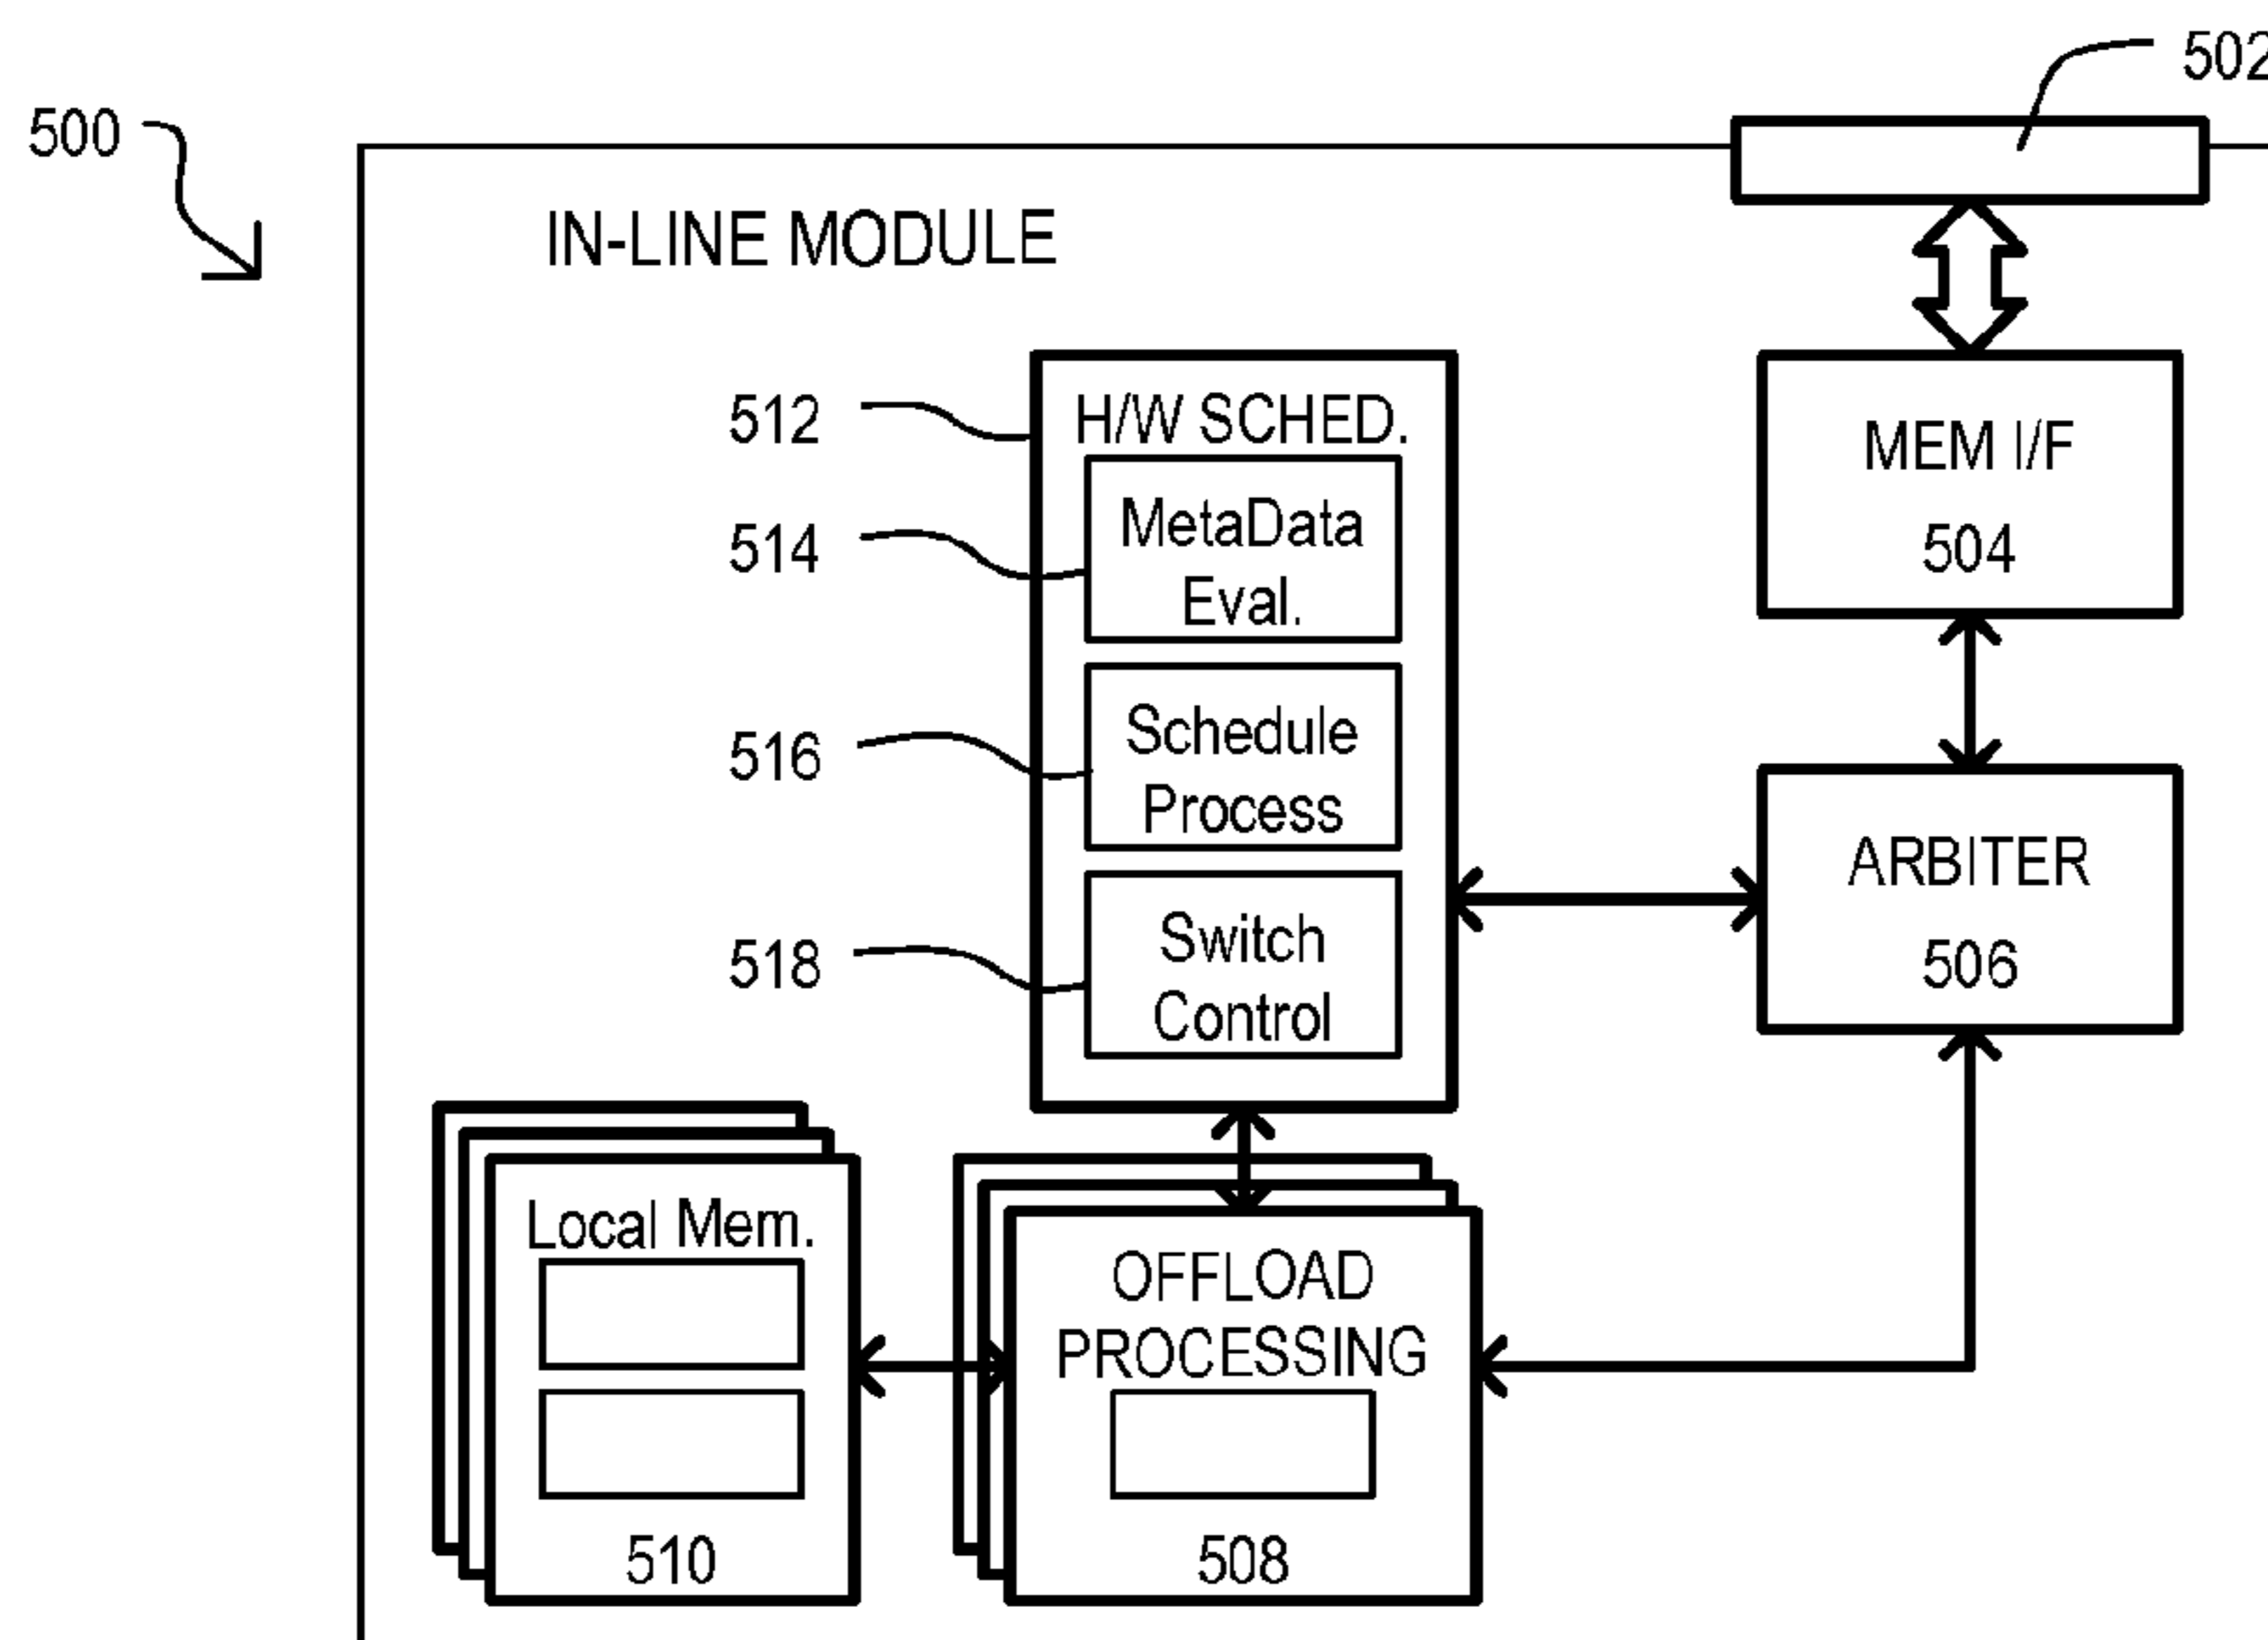 502
500
IN-LINE MODULE
512
H/W SCHED.
MEM I/F
504
514
MetaData
Eval.
516
Schedule
Process
ARBITER
506
518
Switch
Control
Local Mem.
510
OFFLOAD
PROCESSING
508